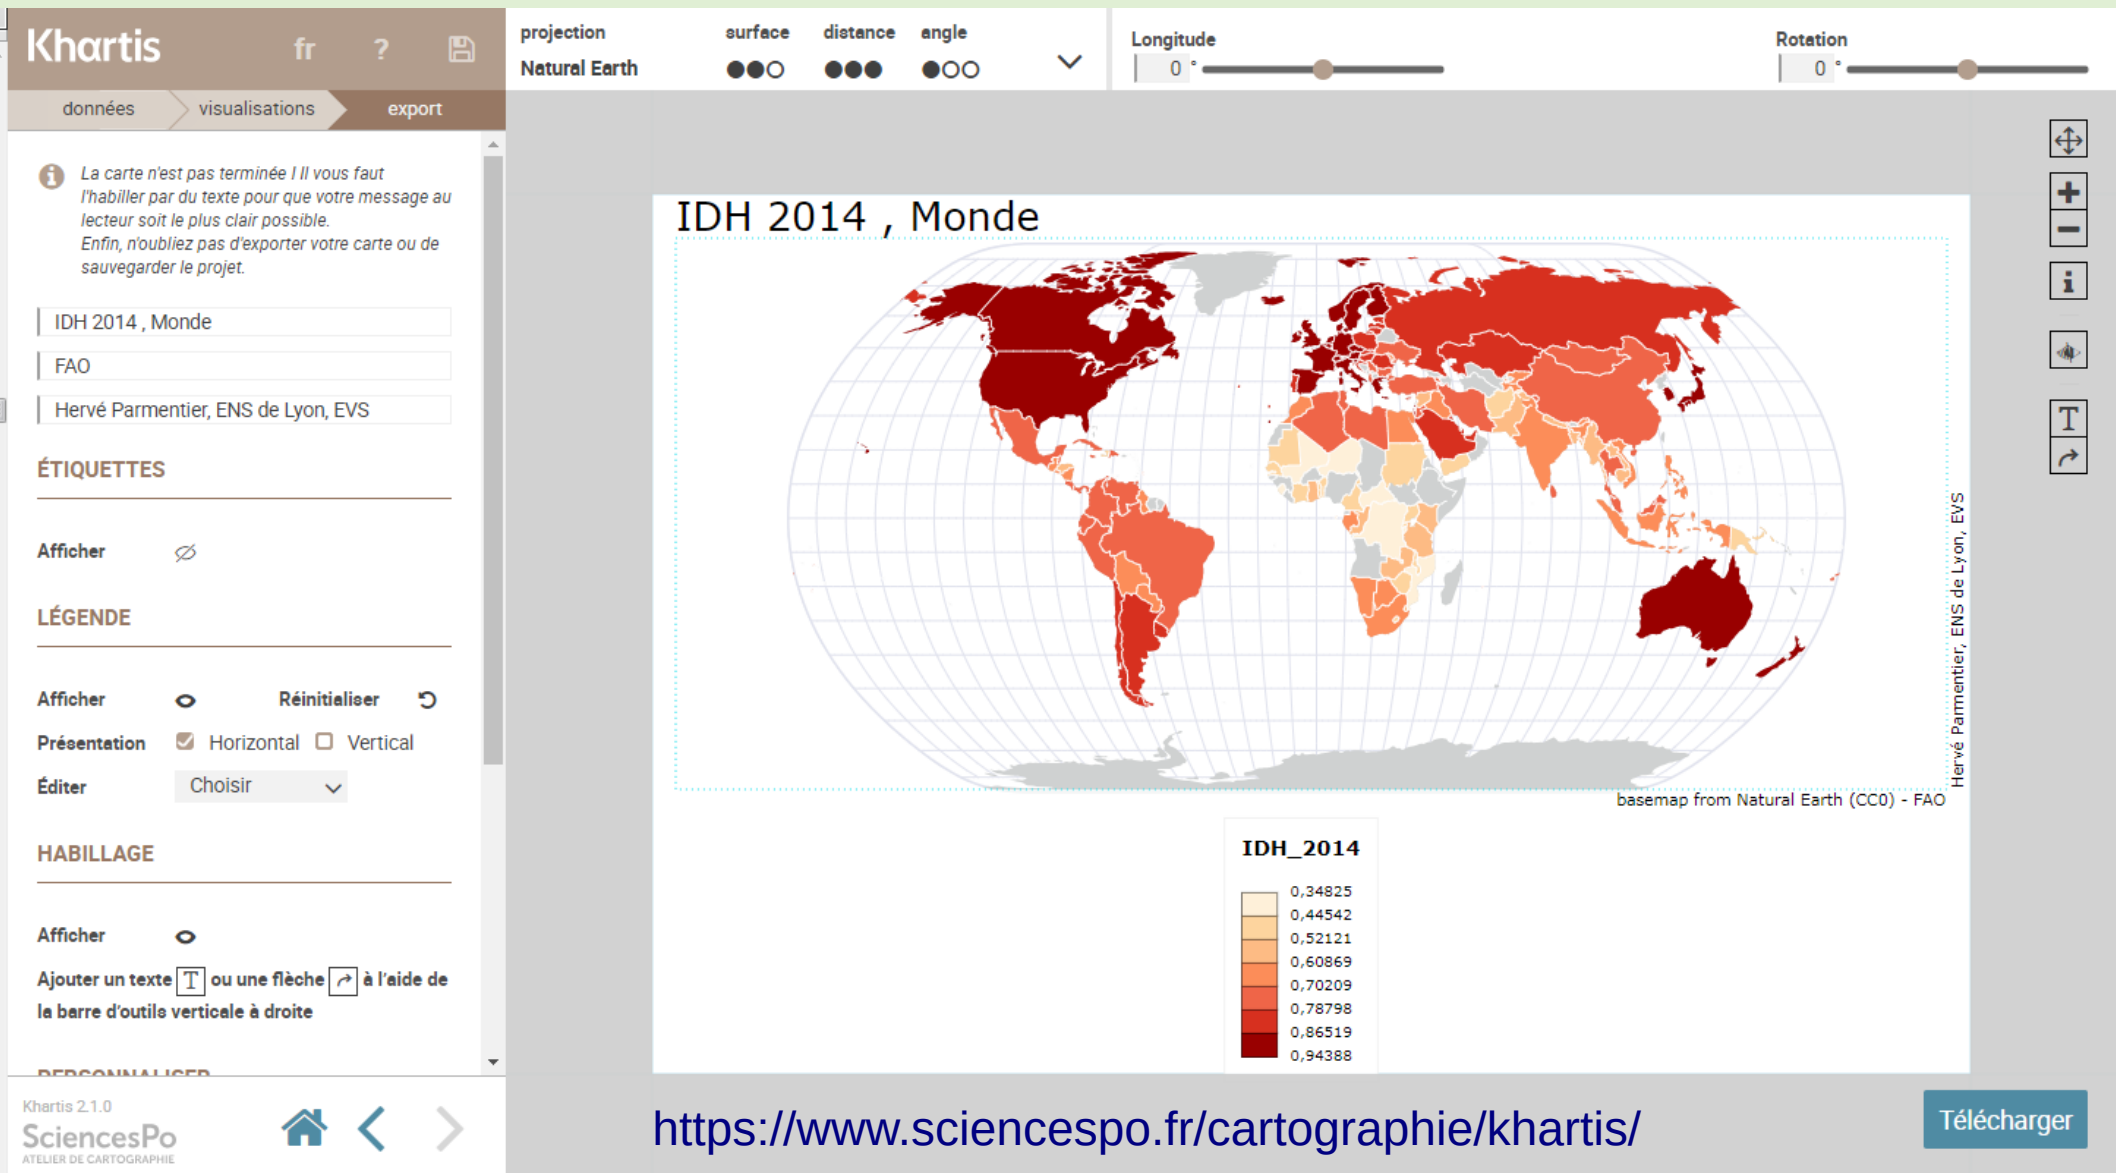 Khartis
fr ?
données visualisations export
La carte n'est pas terminée ! Il vous faut
l'habiller par du texte pour que votre message au
lecteur soit le plus clair possible.
Enfin, n'oubliez pas d'exporter votre carte ou de
sauvegarder le projet.
IDH 2014 , Monde
FAO
Hervé Parmentier, ENS de Lyon, EVS
ÉTIQUETTES
Afficher
LÉGENDE
Afficher Réinitialiser
Présentation Horizontal Vertical
Éditer Choisir
HABILLAGE
Afficher
Ajouter un texte T ou une flèche à l'aide de
la barre d'outils verticale à droite
PERSONNALISER
Khartis 2.1.0
SciencesPo
ATELIER DE CARTOGRAPHIE
projection surface distance angle
Natural Earth
Longitude
0 °
Rotation
0 °
IDH 2014 , Monde
Hervé Parmentier, ENS de Lyon, EVS
basemap from Natural Earth (CC0) - FAO
IDH_2014
0,34825
0,44542
0,52121
0,60869
0,70209
0,78798
0,86519
0,94388
i
T
https://www.sciencespo.fr/cartographie/khartis/
Télécharger